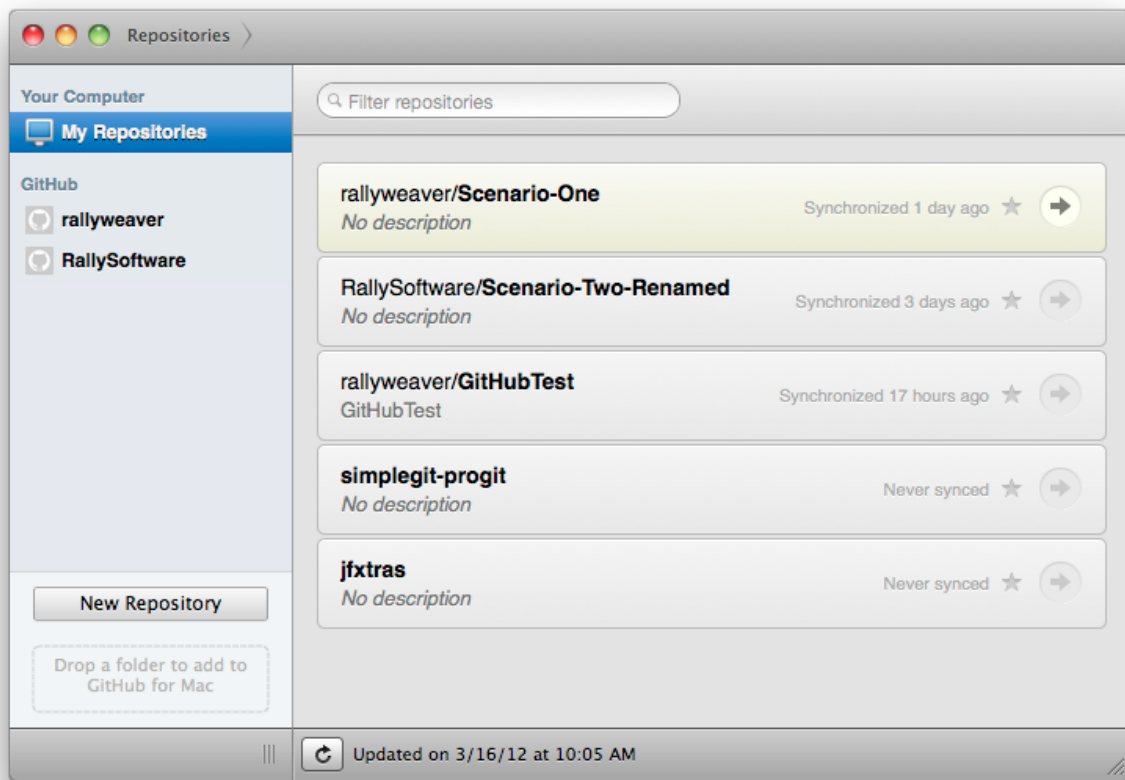 Repositories
Your Computer
My Repositories
GitHub
rallyweaver
RallySoftware
New Repository
Drop a folder to add to
GitHub for Mac
Filter repositories
rallyweaver/Scenario-One
No description
Synchronized 1 day ago
RallySoftware/Scenario-Two-Renamed
No description
Synchronized 3 days ago
rallyweaver/GitHubTest
GitHubTest
Synchronized 17 hours ago
simplegit-progit
No description
Never synced
jfxtras
No description
Never synced
Updated on 3/16/12 at 10:05 AM